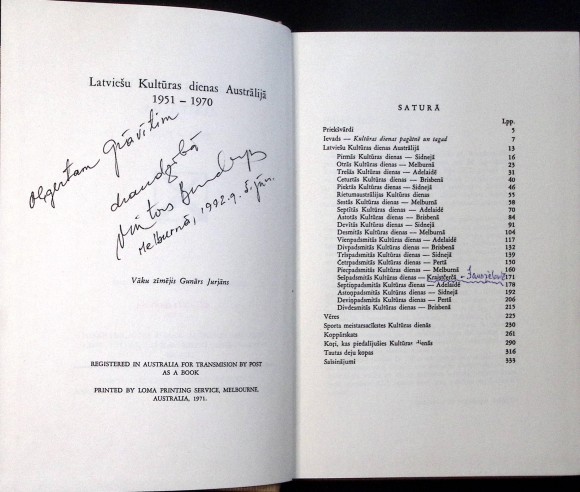 Latviešu Kultūras dienas Austrālijā
1951 - 1970
Olgertam Grāvītim
draudzībā
Melburnā, 1992. g. 5. jūn.
Vāku zīmējis Gunārs Jurjāns
REGISTERED IN AUSTRALIA FOR TRANSMISION BY POST
AS A BOOK
PRINTED BY LOMA PRINTING SERVICE, MELBOURNE.
AUSTRALIA, 1971.
SATURĀ
Lpp.
Priekšvārdi 5
Ievads — Kultūras dienas pagātnē un tagad 7
Latviešu Kultūras dienas Austrālijā 13
Pirmās Kultūras dienas — Sidnejā 16
Otrās Kultūras dienas — Melburnā 23
Trešās Kultūras dienas — Adelaidē 31
Ceturtās Kultūras dienas — Brisbenā 40
Piektās Kultūras dienas — Sidnejā 46
Rietumaustrālijas Kultūras dienas 55
Sestās Kultūras dienas — Melburnā 58
Septītās Kultūras dienas — Adelaidē 70
Astotās Kultūras dienas — Brisbenā 84
Devītās Kultūras dienas — Sidnejā 91
Desmitās Kultūras dienas — Melburnā 104
Vienpadsmitās Kultūras dienas — Adelaidē 117
Divpadsmitās Kultūras dienas — Brisbenā 132
Trīspadsmitās Kultūras dienas — Sidnejā 139
Četrpadsmitās Kultūras dienas — Pertā 150
Piecpadsmitās Kultūras dienas — Melburnā 160
Sešpadsmitās Kultūras dienas — Kraistčerčā 171
Septiņpadsmitās Kultūras dienas — Adelaidē 178
Astoņpadsmitās Kultūras dienas — Sidnejā 192
Deviņpadsmitās Kultūras dienas — Pertā 206
Divdesmitās Kultūras dienas — Brisbenā 215
Vēres 225
Sporta meistarsacīkstes Kultūras dienās 230
Koppārskats 261
Koŗi, kas piedalījušies Kultūras dienās 290
Tautas deju kopas 316
Saīsinājumi 333